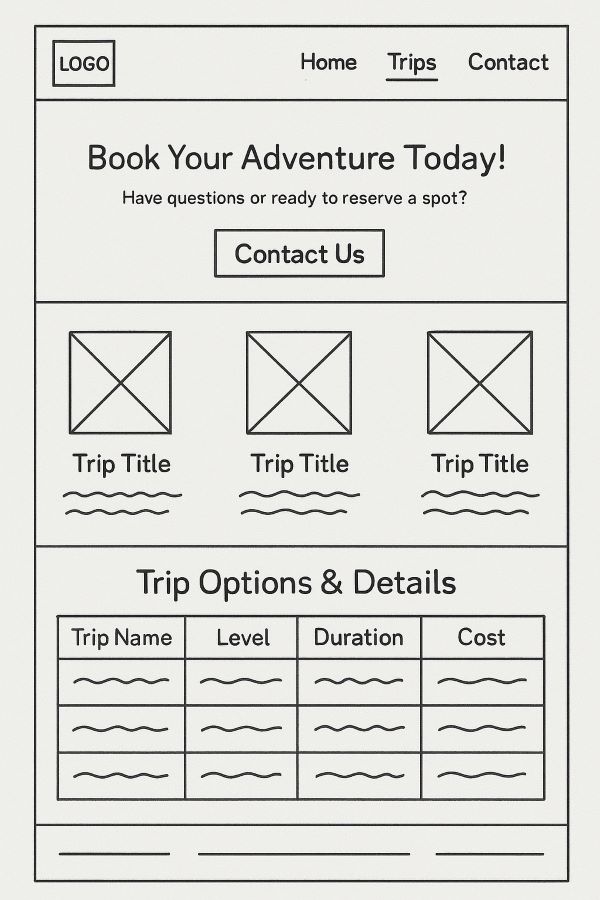 LOGO
Home Trips Contact
Book Your Adventure Today!
Have questions or ready to reserve a spot?
Contact Us
Trip Title Trip Title Trip Title
Trip Options & Details
Trip Name Level Duration Cost